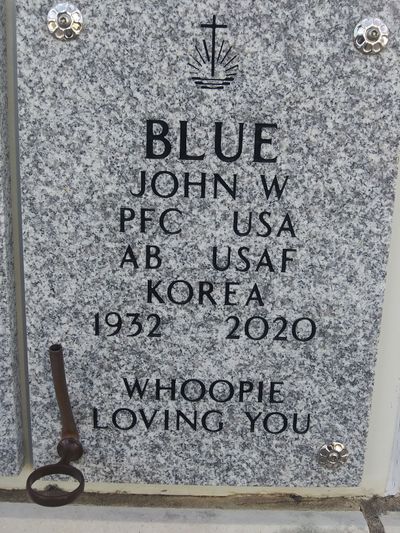 BLUE
JOHN W
PFC USA
AB USAF
KOREA
1932 2020
WHOOPIE
LOVING YOU